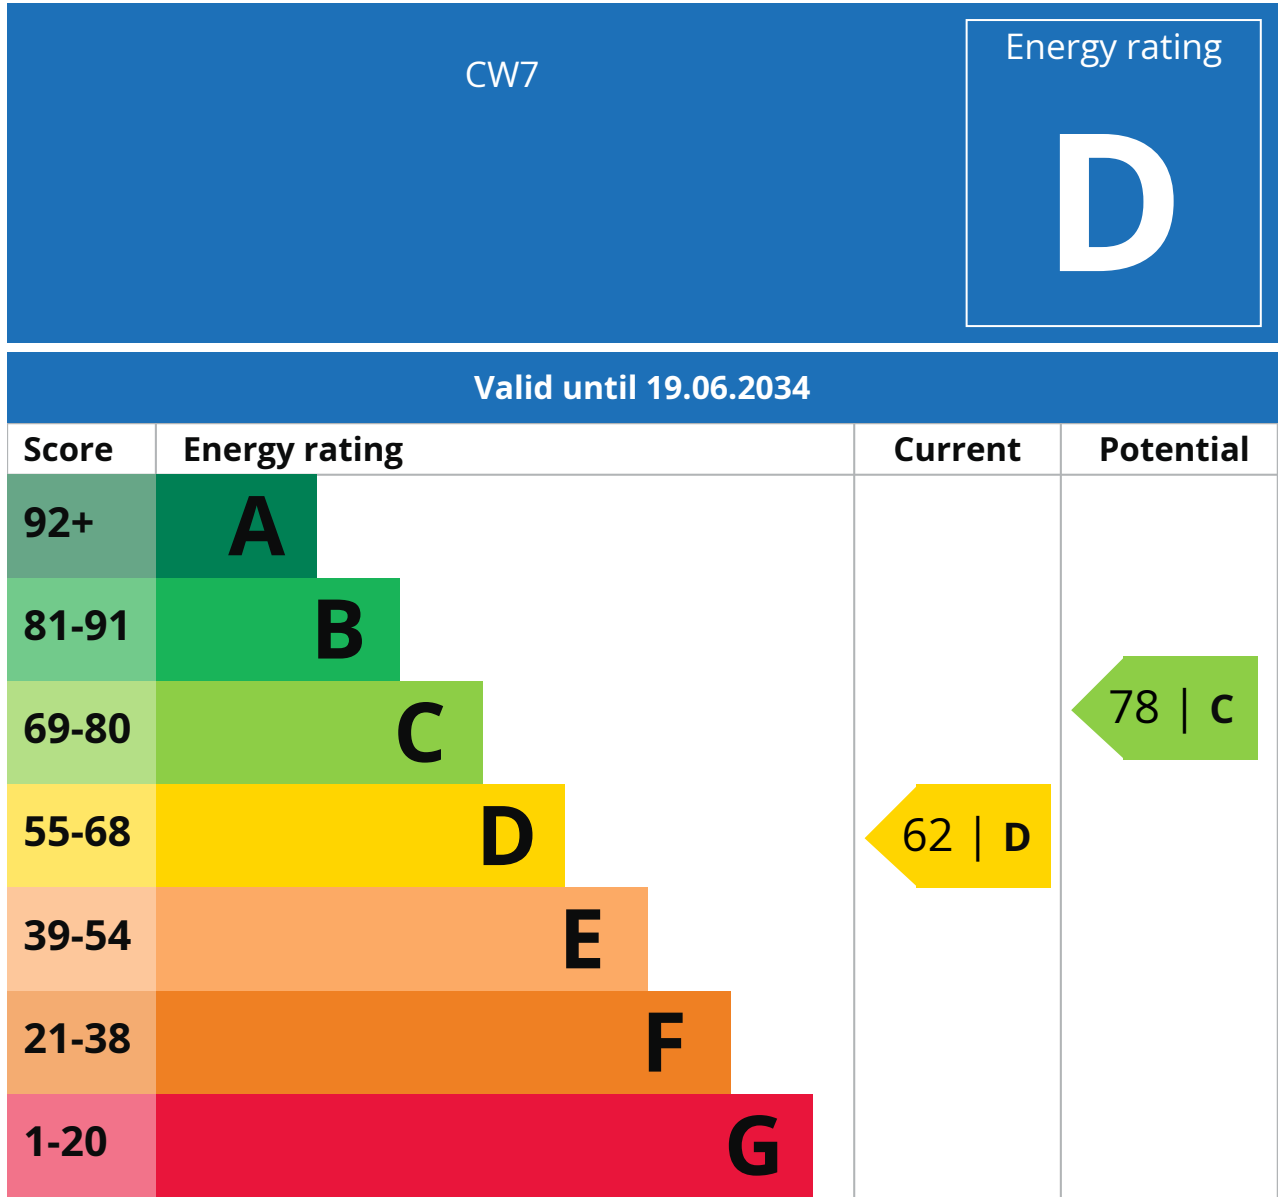 CW7
Energy rating
D
Valid until 19.06.2034
Score Energy rating Current Potential
92+ A
81-91 B
69-80 C 78 | C
55-68 D 62 | D
39-54 E
21-38 F
1-20 G